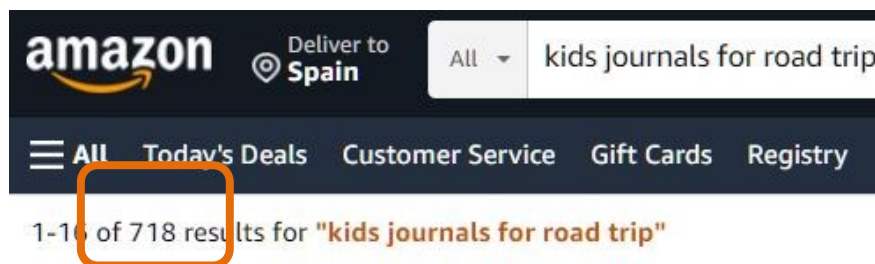 amazon
Deliver to
Spain
All
kids journals for road trip
All Today's Deals Customer Service Gift Cards Registry
1-16 of 718 results for "kids journals for road trip"